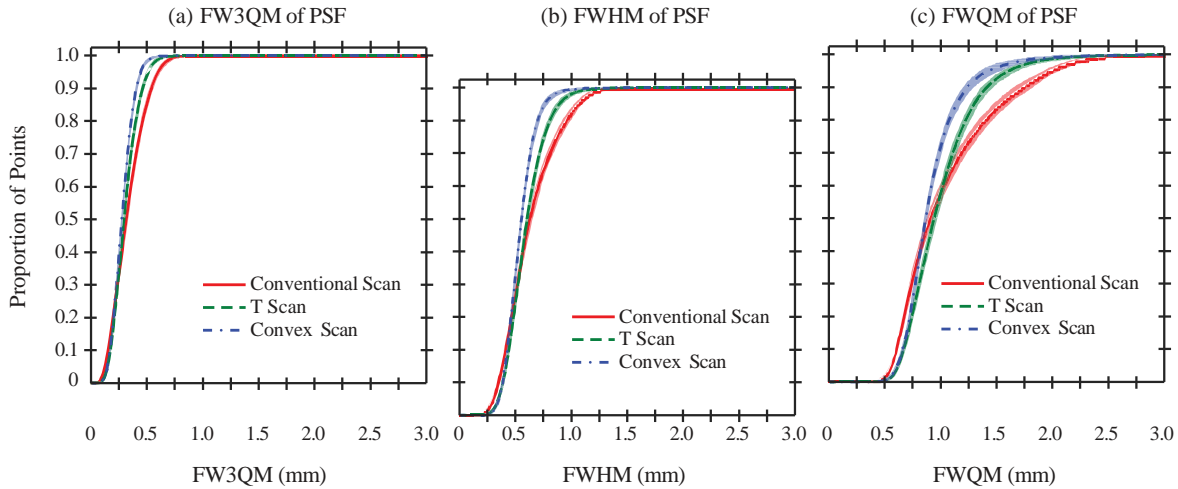 (a) FW3QM of PSF
(b) FWHM of PSF
(c) FWQM of PSF
Proportion of Points
1.0
0.9
0.8
0.7
0.6
0.5
0.4
0.3
0.2
0.1
0
Conventional Scan
T Scan
Convex Scan
0 0.5 1.0 1.5 2.0 2.5 3.0
FW3QM (mm)
Conventional Scan
T Scan
Convex Scan
0 0.5 1.0 1.5 2.0 2.5 3.0
FWHM (mm)
Conventional Scan
T Scan
Convex Scan
0 0.5 1.0 1.5 2.0 2.5 3.0
FWQM (mm)